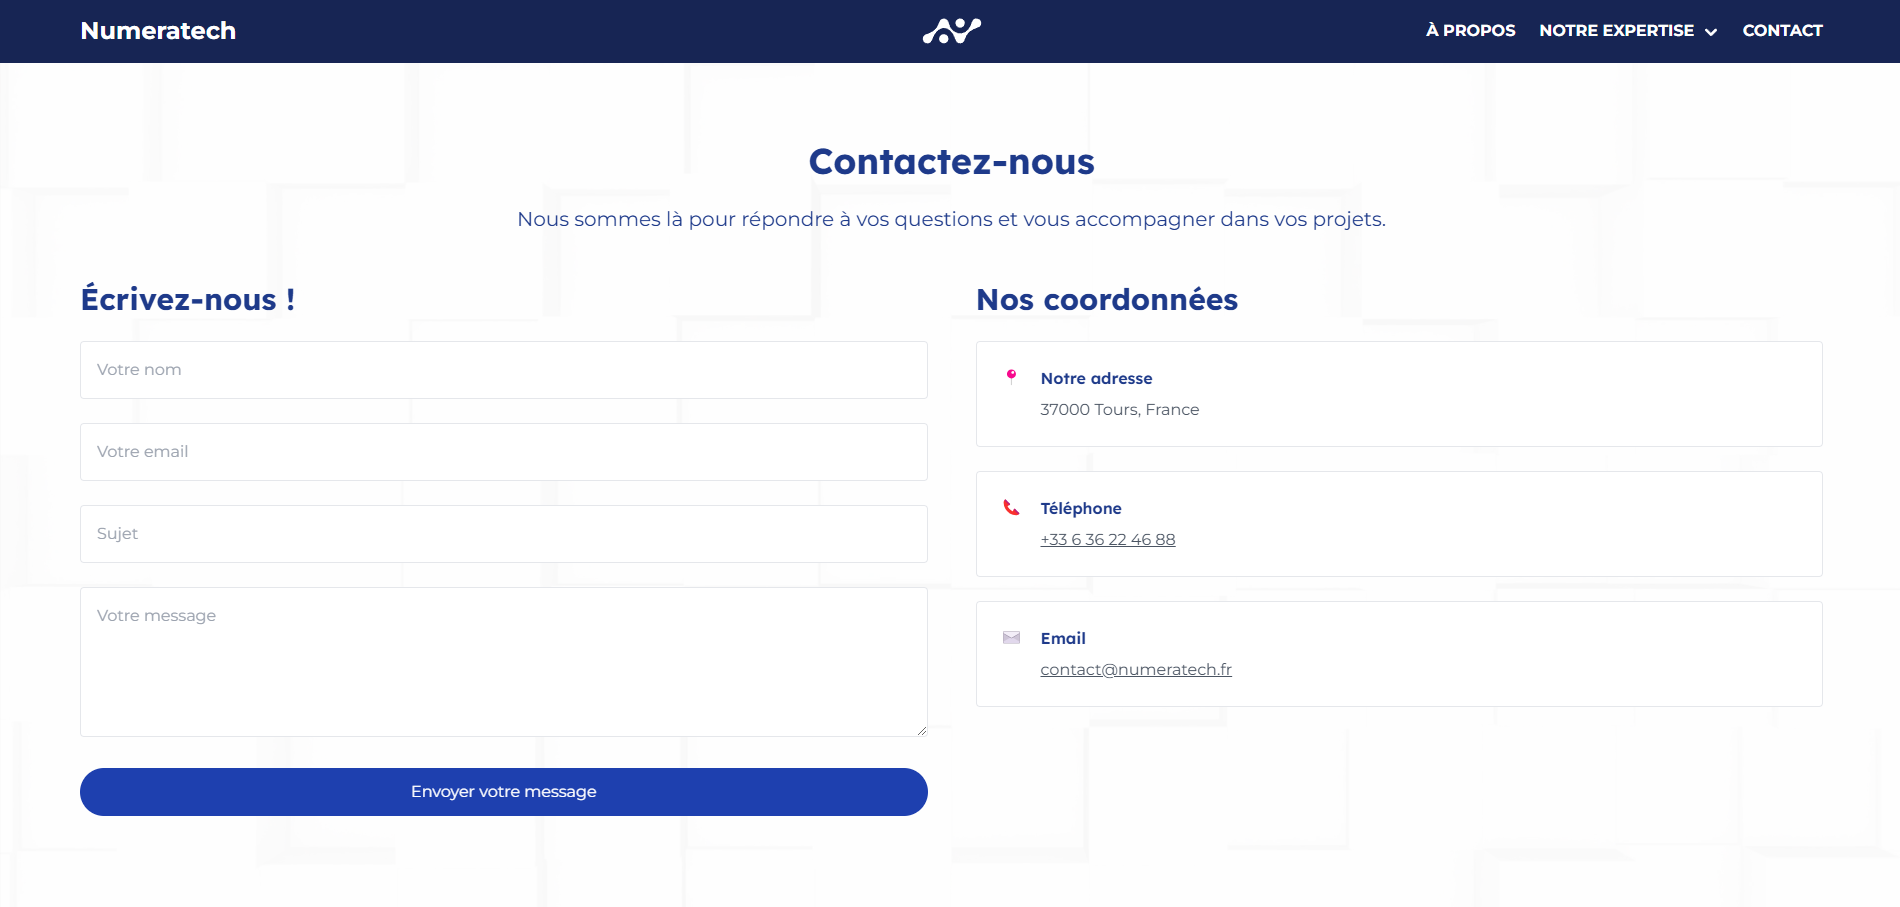 Numeratech
À PROPOS
NOTRE EXPERTISE
CONTACT
Contactez-nous
Nous sommes là pour répondre à vos questions et vous accompagner dans vos projets.
Écrivez-nous !
Votre nom
Votre email
Sujet
Votre message
Envoyer votre message
Nos coordonnées
Notre adresse
37000 Tours, France
Téléphone
+33 6 36 22 46 88
Email
contact@numeratech.fr